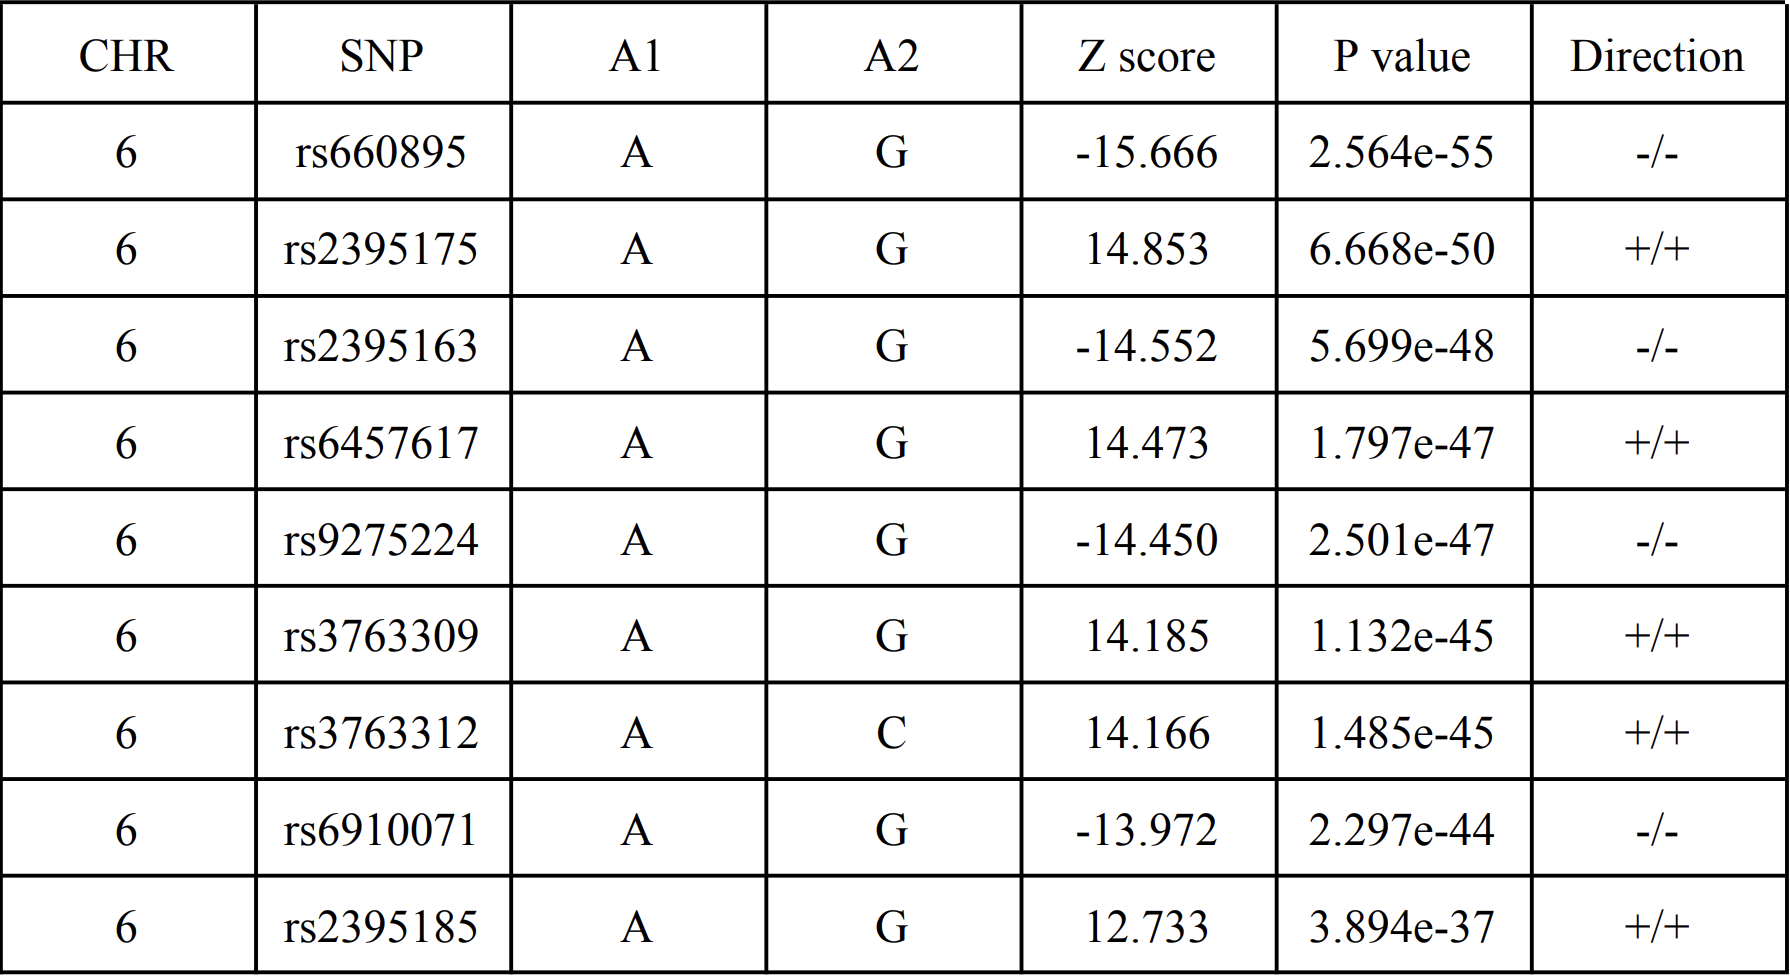 CHR SNP A1 A2 Z score P value Direction
6 rs660895 A G -15.666 2.564e-55 -/-
6 rs2395175 A G 14.853 6.668e-50 +/+
6 rs2395163 A G -14.552 5.699e-48 -/-
6 rs6457617 A G 14.473 1.797e-47 +/+
6 rs9275224 A G -14.450 2.501e-47 -/-
6 rs3763309 A G 14.185 1.132e-45 +/+
6 rs3763312 A C 14.166 1.485e-45 +/+
6 rs6910071 A G -13.972 2.297e-44 -/-
6 rs2395185 A G 12.733 3.894e-37 +/+